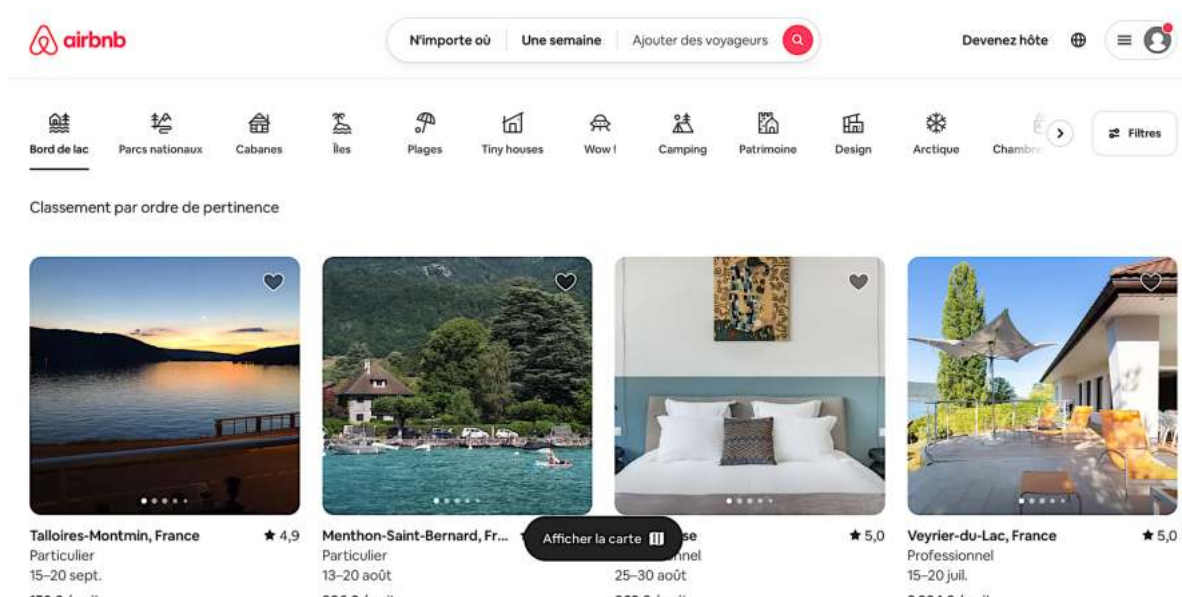 airbnb
N'importe où Une semaine Ajouter des voyageurs
Devenez hôte
Bord de lac Parcs nationaux Cabanes Îles Plages Tiny houses Wow ! Camping Patrimoine Design Arctique Filtres
Classement par ordre de pertinence
Talloires-Montmin, France 4,9
Particulier
15–20 sept.
Menthon-Saint-Bernard, Fr...
Particulier
13–20 août
Afficher la carte
5,0
25–30 août
Veyrier-du-Lac, France 5,0
Professionnel
15–20 juil.